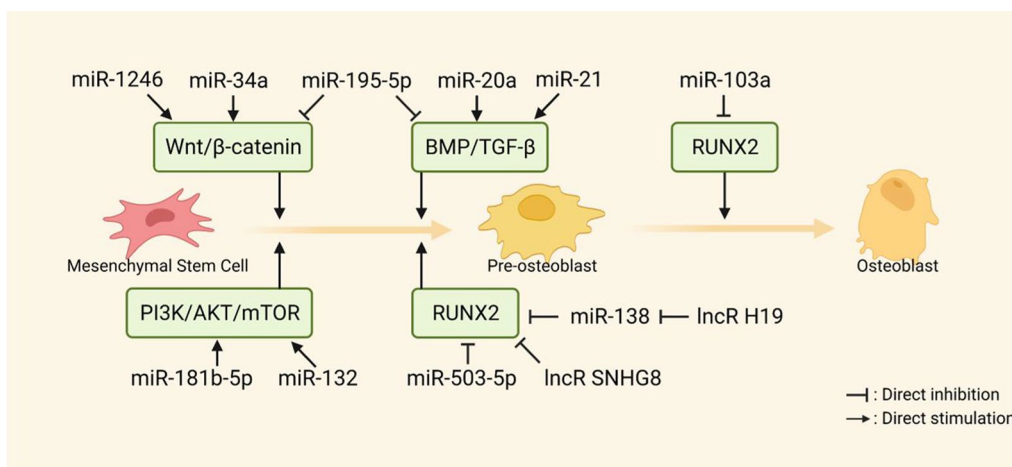 miR-1246 miR-34a miR-195-5p miR-20a miR-21 miR-103a
Wnt/β-catenin BMP/TGF-β RUNX2
Mesenchymal Stem Cell Pre-osteoblast Osteoblast
PI3K/AKT/mTOR RUNX2 miR-138 lncR H19
miR-181b-5p miR-132 miR-503-5p lncR SNHG8
: Direct inhibition
: Direct stimulation